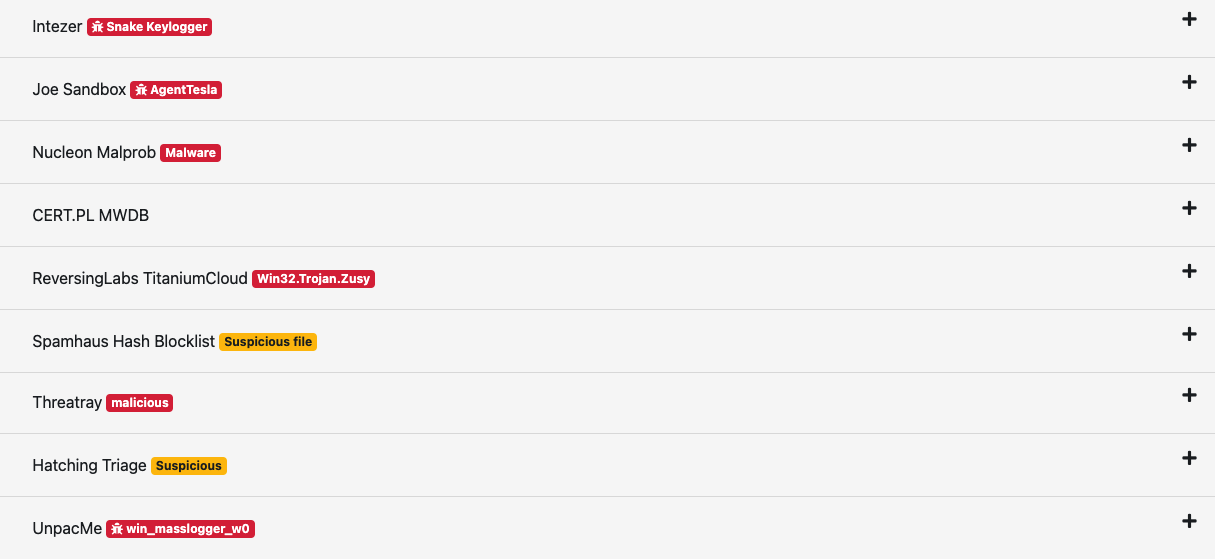 Intezer Snake Keylogger
Joe Sandbox AgentTesla
Nucleon Malprob Malware
CERT.PL MWDB
ReversingLabs TitaniumCloud Win32.Trojan.Zusy
Spamhaus Hash Blocklist Suspicious file
Threatray malicious
Hatching Triage Suspicious
UnpacMe win_masslogger_w0